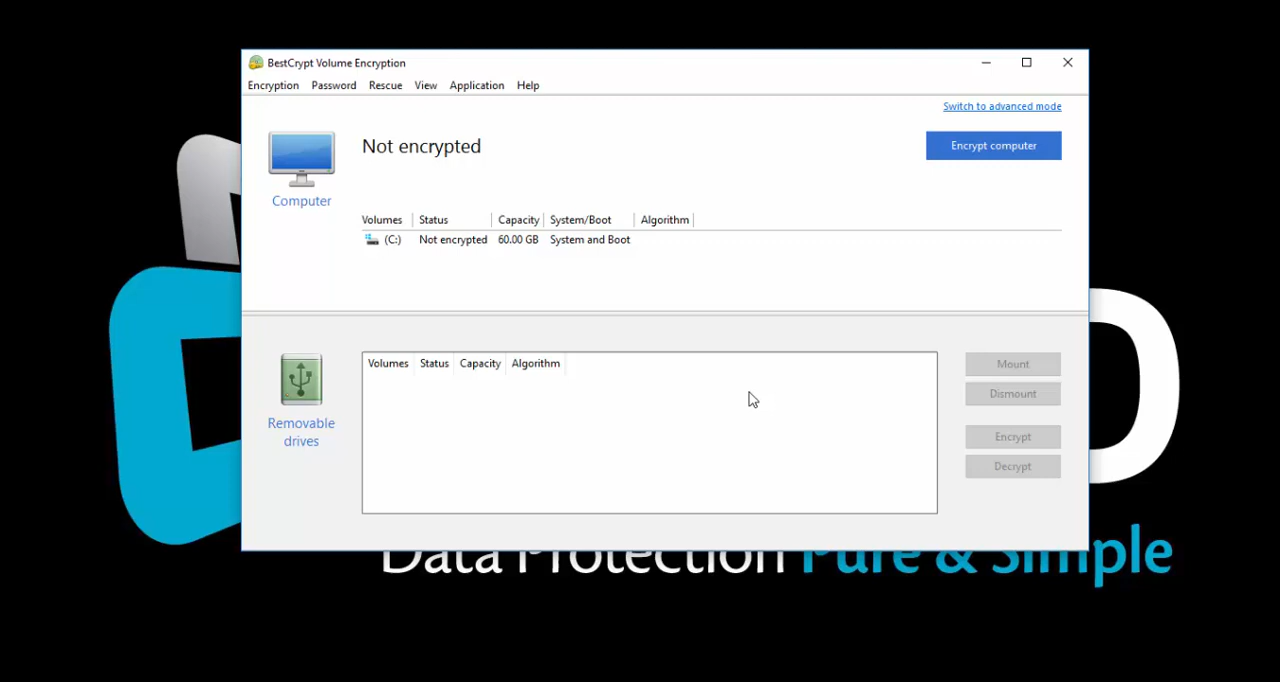 BestCrypt Volume Encryption
Encryption Password Rescue View Application Help
Switch to advanced mode
Not encrypted
Encrypt computer
Computer
Volumes Status Capacity System/Boot Algorithm
(C:) Not encrypted 60.00 GB System and Boot
Volumes Status Capacity Algorithm
Mount
Dismount
Removable
drives
Encrypt
Decrypt
Data Protection Pure & Simple